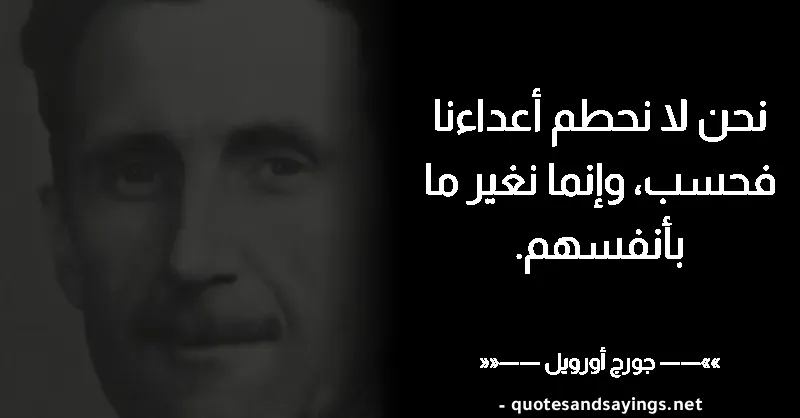 نحن لا نحطم أعداءنا
فحسب، وإنما نغير ما
بأنفسهم.
»»—— جورج أورويل ——««
- quotesandsayings.net